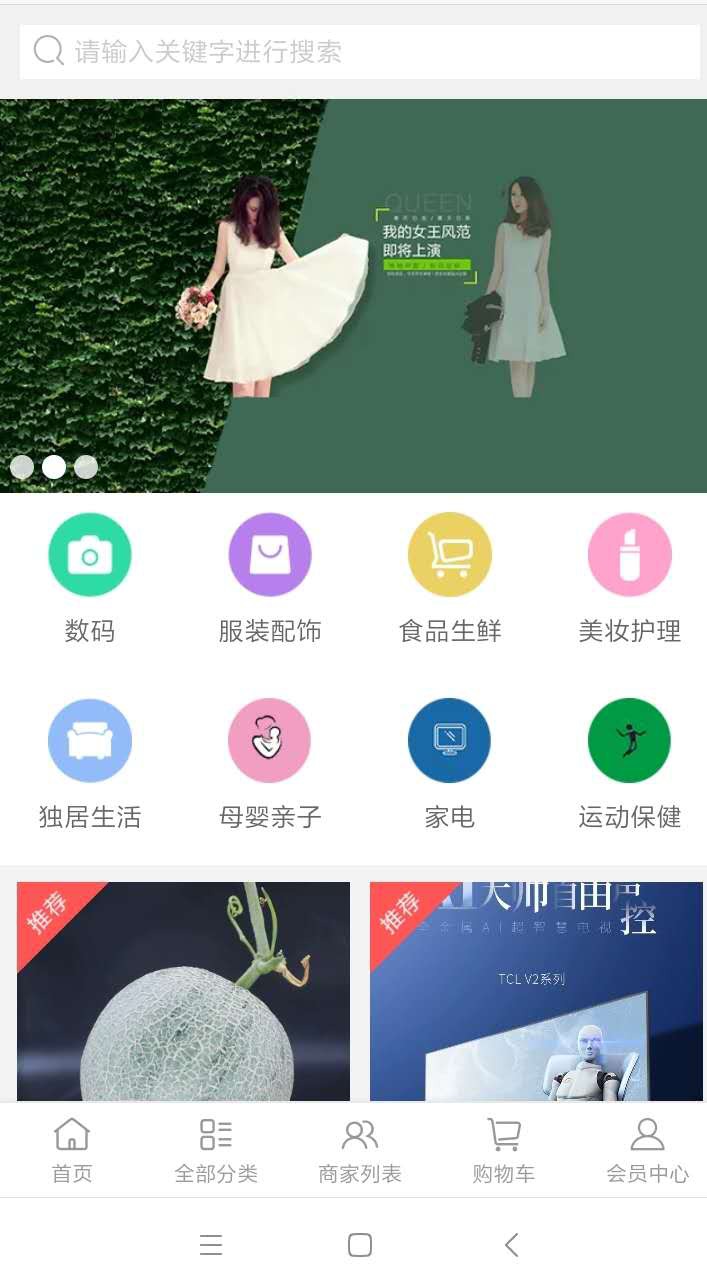 请输入关键字进行搜索
QUEEN
我的女王风范
即将上演
数码
服装配饰
食品生鲜
美妆护理
独居生活
母婴亲子
家电
运动保健
推荐
推荐
AI天师自由声
控
全金属AI超智慧电视
TCL V2系列
首页
全部分类
商家列表
购物车
会员中心